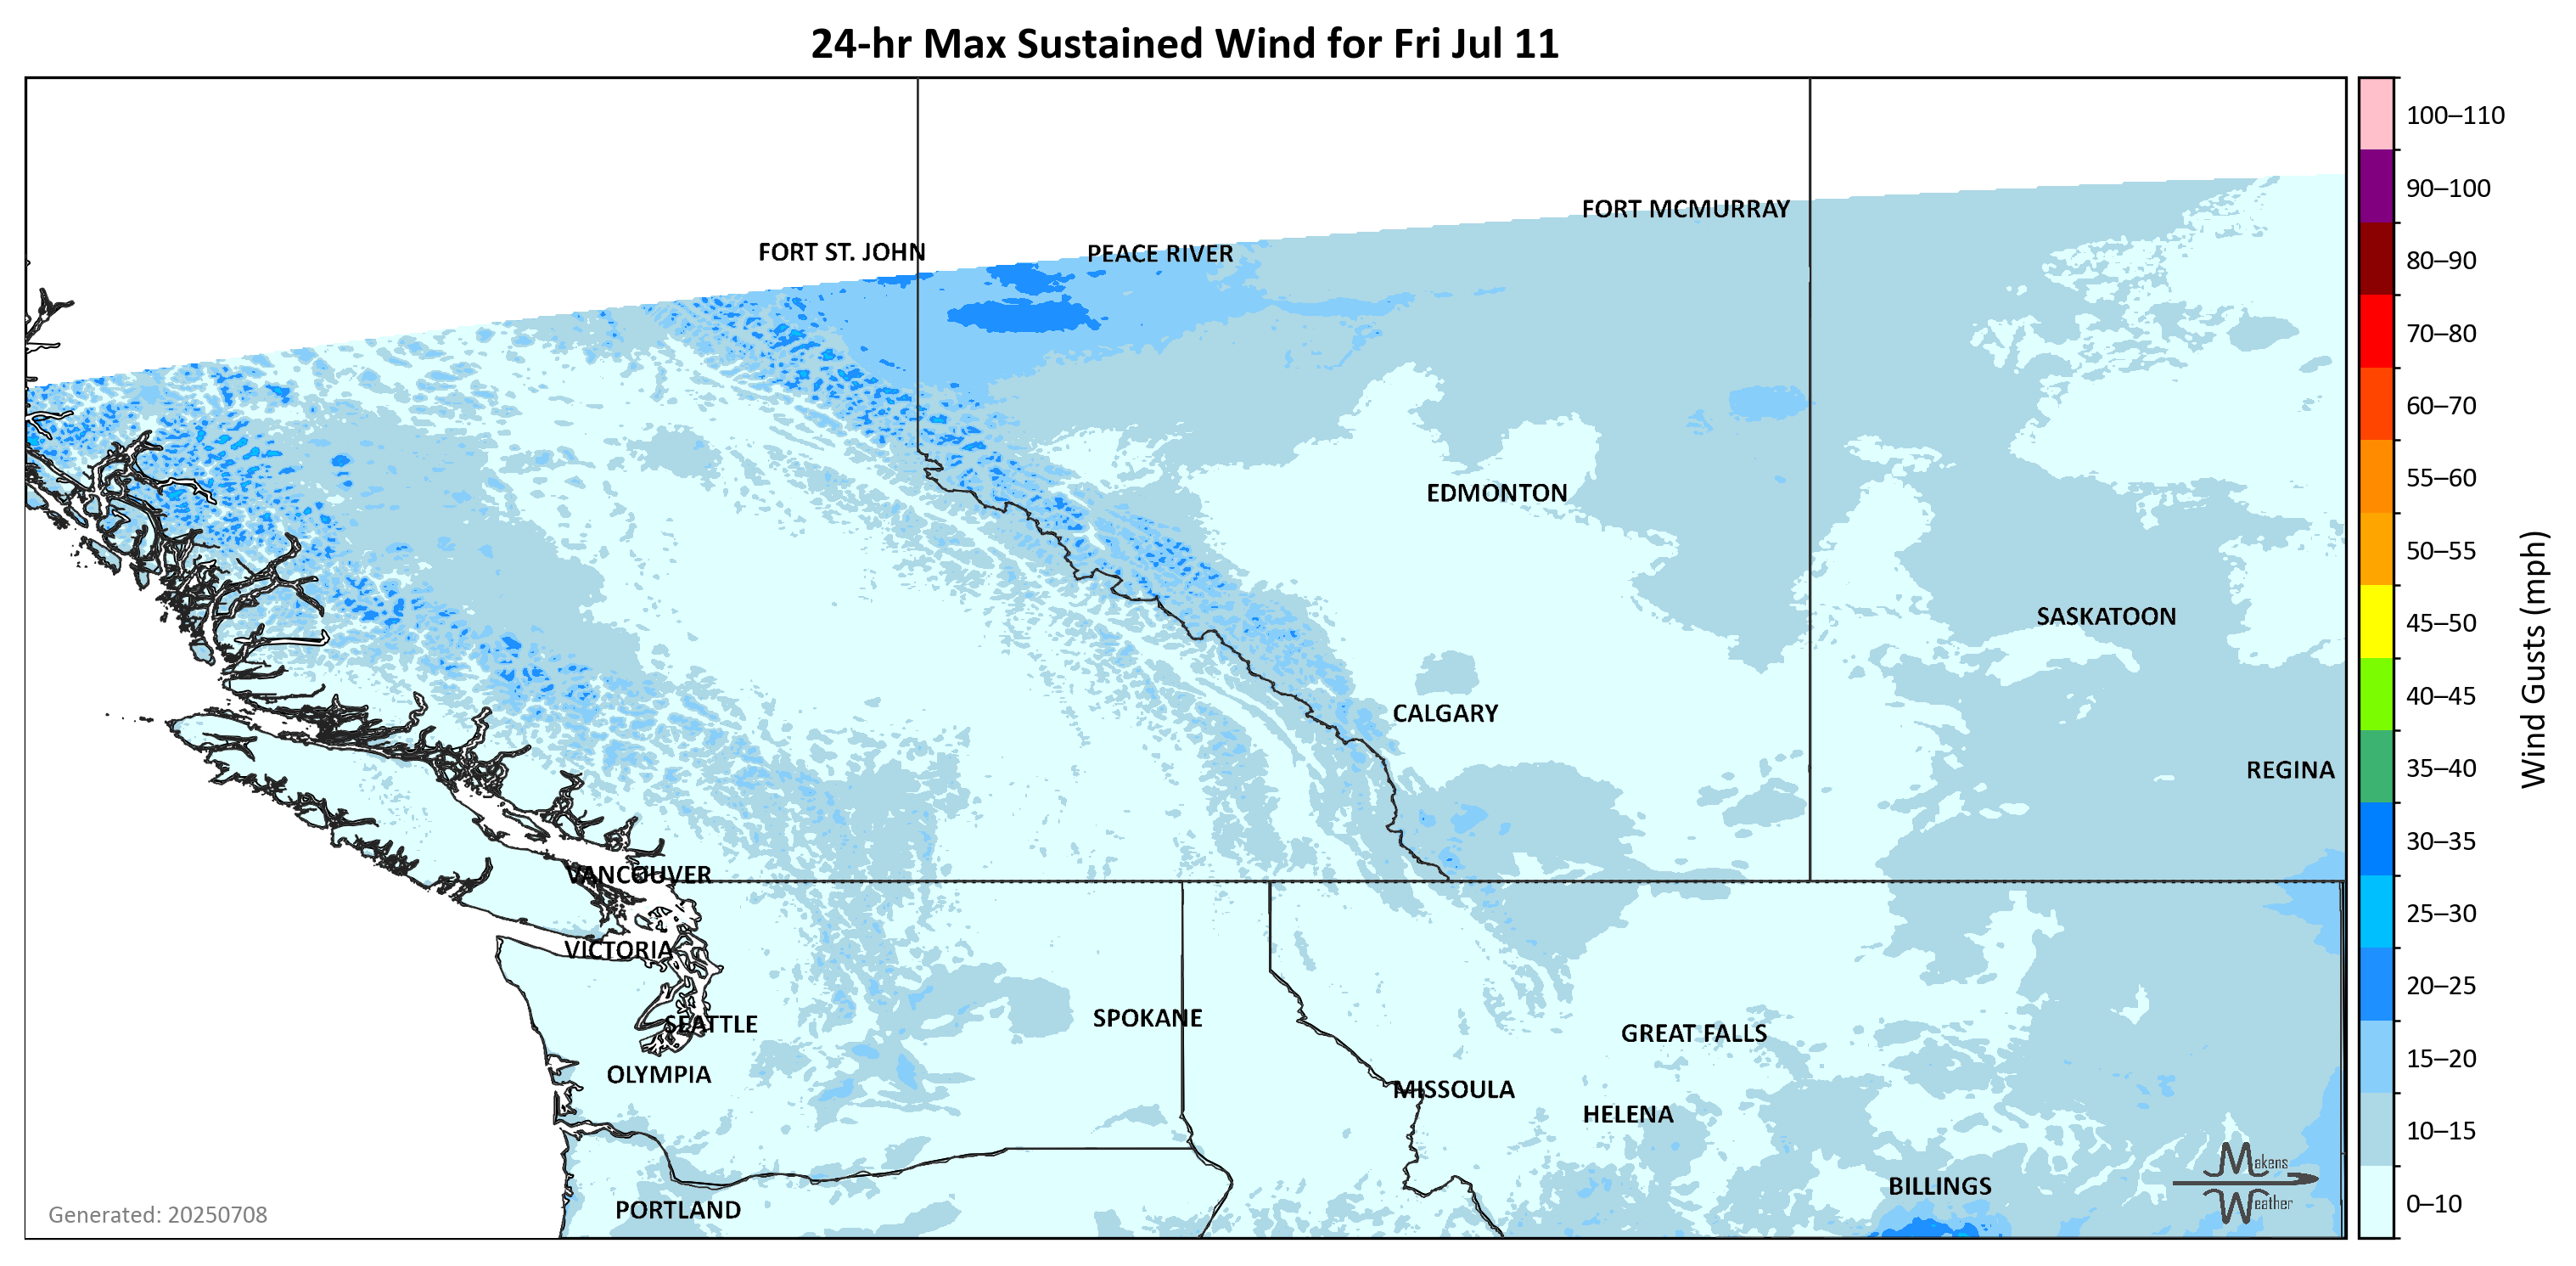 24-hr Max Sustained Wind for Fri Jul 11
100–110
FORT MCMURRAY
90–100
FORT ST. JOHN
PEACE RIVER
80–90
70–80
60–70
EDMONTON
55–60
50–55
SASKATOON
45–50
CALGARY
40–45
REGINA
35–40
Wind Gusts (mph)
VANCOUVER
30–35
VICTORIA
25–30
SEATTLE
SPOKANE
GREAT FALLS
20–25
OLYMPIA
MISSOULA
15–20
HELENA
10–15
Makens
Weather
BILLINGS
PORTLAND
0–10
Generated: 20250708